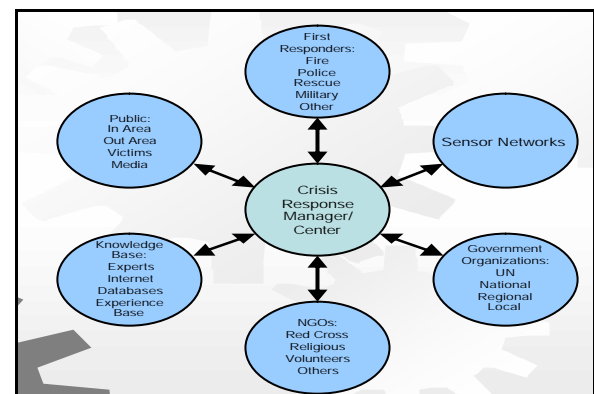 First
Responders:
Fire
Police
Rescue
Military
Other
Public:
In Area
Out Area
Victims
Media
Sensor Networks
Crisis
Response
Manager/
Center
Knowledge
Base:
Experts
Internet
Databases
Experience
Base
Government
Organizations:
UN
National
Regional
Local
NGOs:
Red Cross
Religious
Volunteers
Others